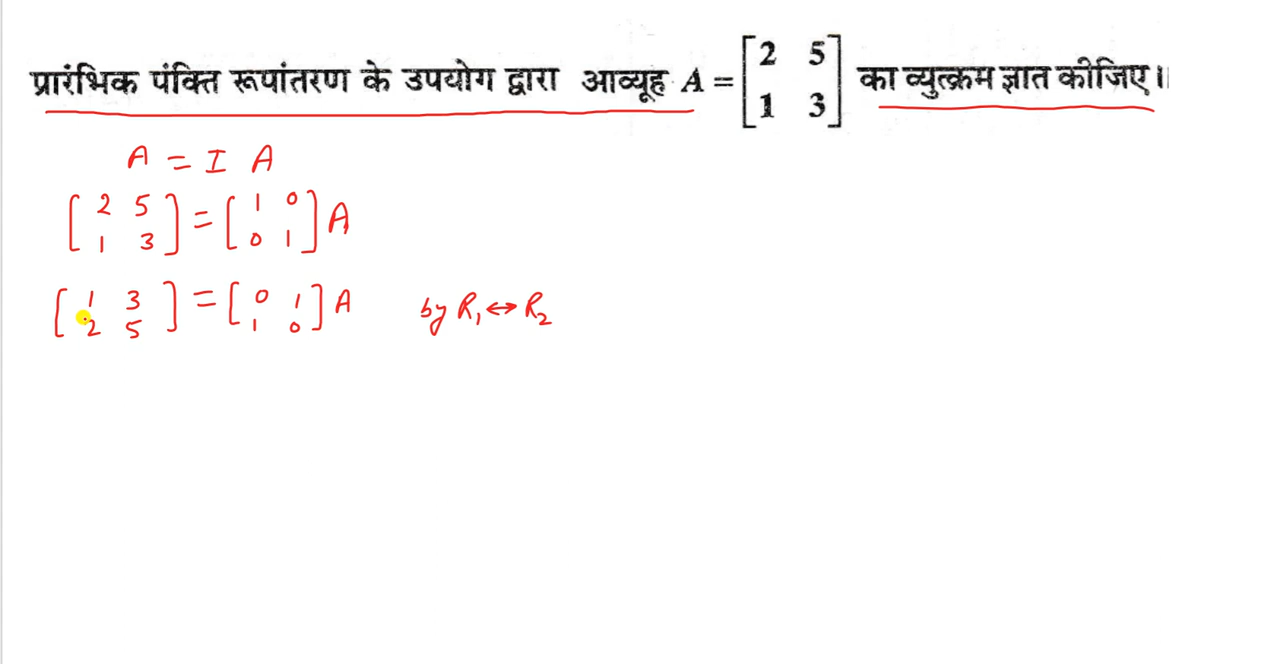 प्रारंभिक पंक्ति रूपांतरण के उपयोग द्वारा आव्यूह A = [2 5; 1 3] का व्युत्क्रम ज्ञात कीजिए।
A = I A
[2 5; 1 3] = [1 0; 0 1] A
[1 3; 2 5] = [0 1; 1 0] A by R₁ ↔ R₂